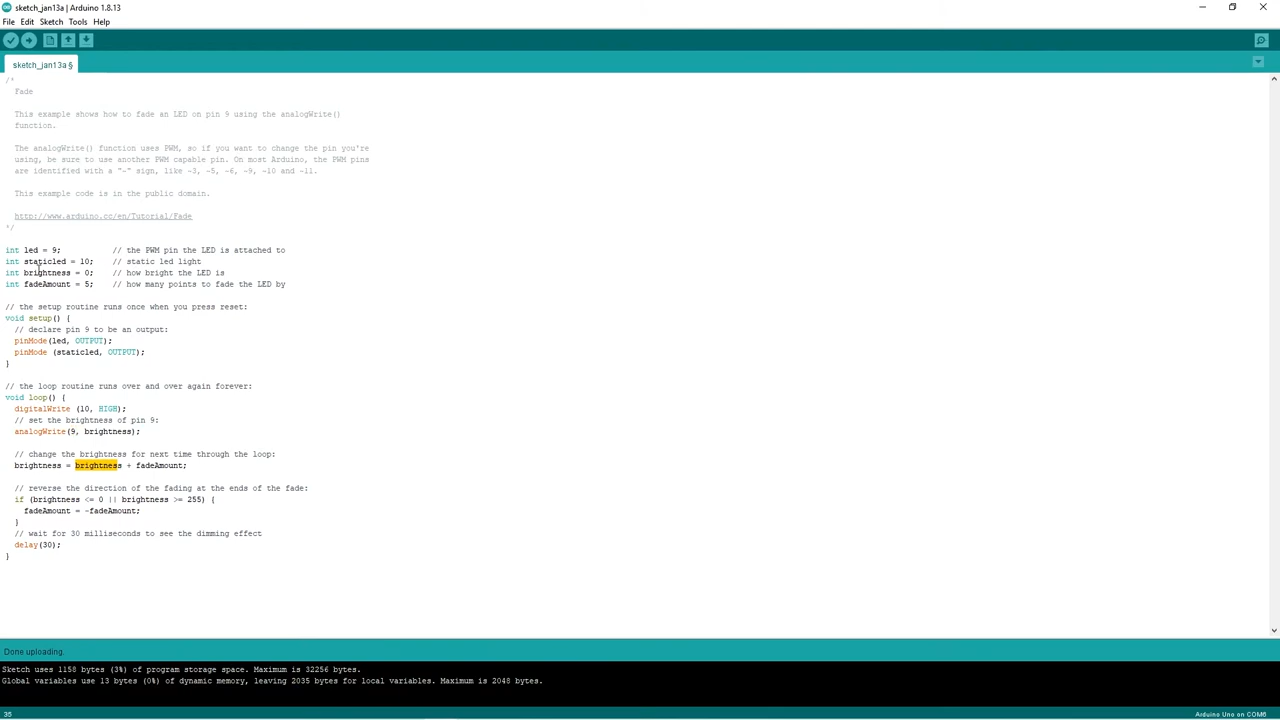 sketch_jan13a | Arduino 1.8.13
File Edit Sketch Tools Help
sketch_jan13a §
/*
Fade
This example shows how to fade an LED on pin 9 using the analogWrite()
function.
The analogWrite() function uses PWM, so if you want to change the pin you're
using, be sure to use another PWM capable pin. On most Arduino, the PWM pins
are identified with a "~" sign, like ~3, ~5, ~6, ~9, ~10 and ~11.
This example code is in the public domain.
http://www.arduino.cc/en/Tutorial/Fade
*/
int led = 9; // the PWM pin the LED is attached to
int staticled = 10; // static led light
int brightness = 0; // how bright the LED is
int fadeAmount = 5; // how many points to fade the LED by
// the setup routine runs once when you press reset:
void setup() {
// declare pin 9 to be an output:
pinMode(led, OUTPUT);
pinMode (staticled, OUTPUT);
}
// the loop routine runs over and over again forever:
void loop() {
digitalWrite (10, HIGH);
// set the brightness of pin 9:
analogWrite(9, brightness);
// change the brightness for next time through the loop:
brightness = brightness + fadeAmount;
// reverse the direction of the fading at the ends of the fade:
if (brightness <= 0 || brightness >= 255) {
fadeAmount = -fadeAmount;
}
// wait for 30 milliseconds to see the dimming effect
delay(30);
}
Done uploading.
Sketch uses 1158 bytes (3%) of program storage space. Maximum is 32256 bytes.
Global variables use 13 bytes (0%) of dynamic memory, leaving 2035 bytes for local variables. Maximum is 2048 bytes.
35 Arduino Uno on COM6